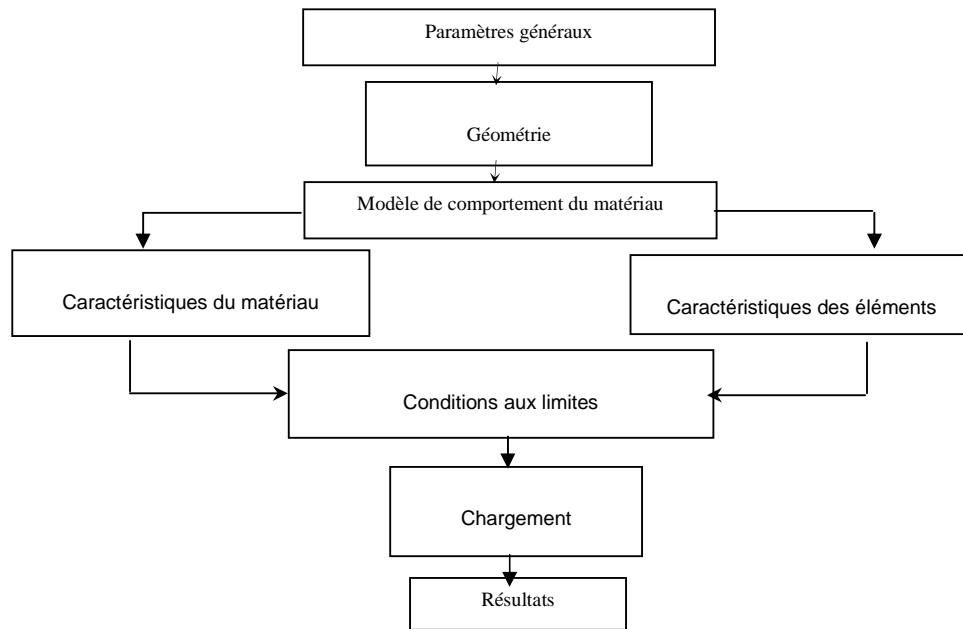 Paramètres généraux
Géométrie
Modèle de comportement du matériau
Caractéristiques du matériau
Caractéristiques des éléments
Conditions aux limites
Chargement
Résultats